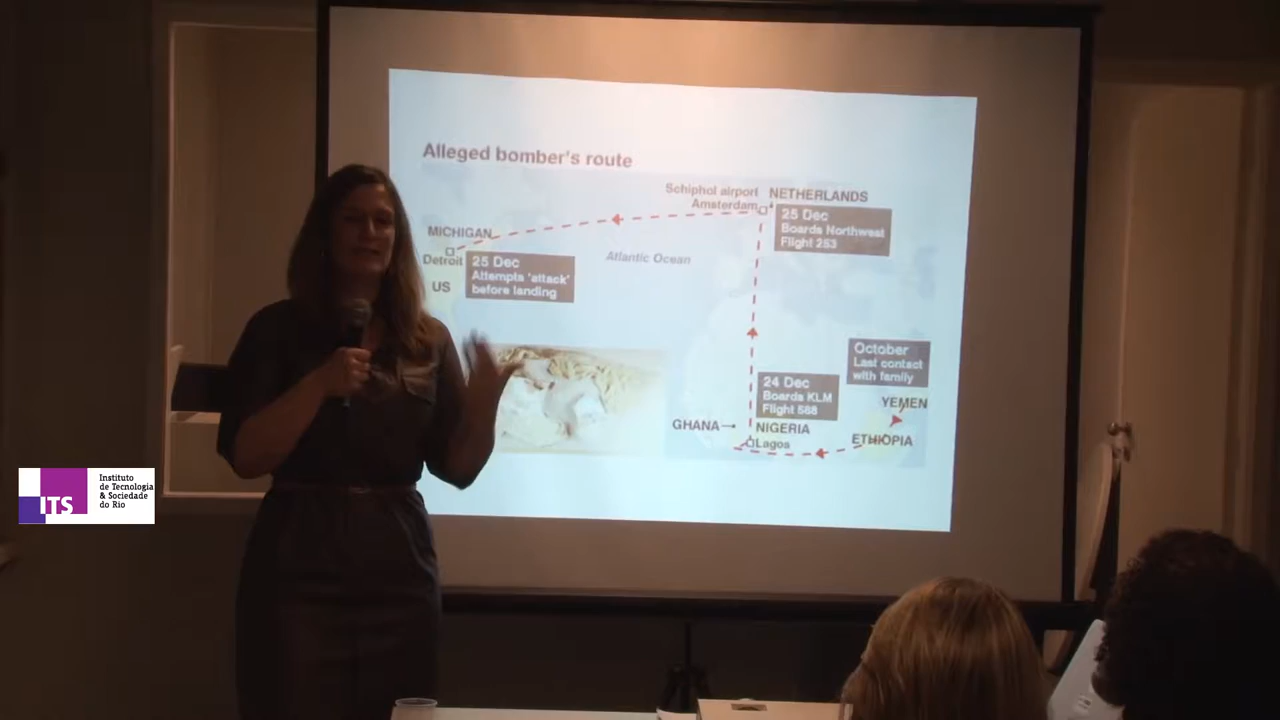 Alleged bomber's route
Schiphol airport
Amsterdam
NETHERLANDS
25 Dec
Boards Northwest
Flight 253
MICHIGAN
Detroit
US
25 Dec
Attempts 'attack'
before landing
Atlantic Ocean
October
Last contact
with family
24 Dec
Boards KLM
Flight 588
YEMEN
GHANA
NIGERIA
Lagos
ETHIOPIA
ITS
Instituto
de Tecnologia
& Sociedade
do Rio